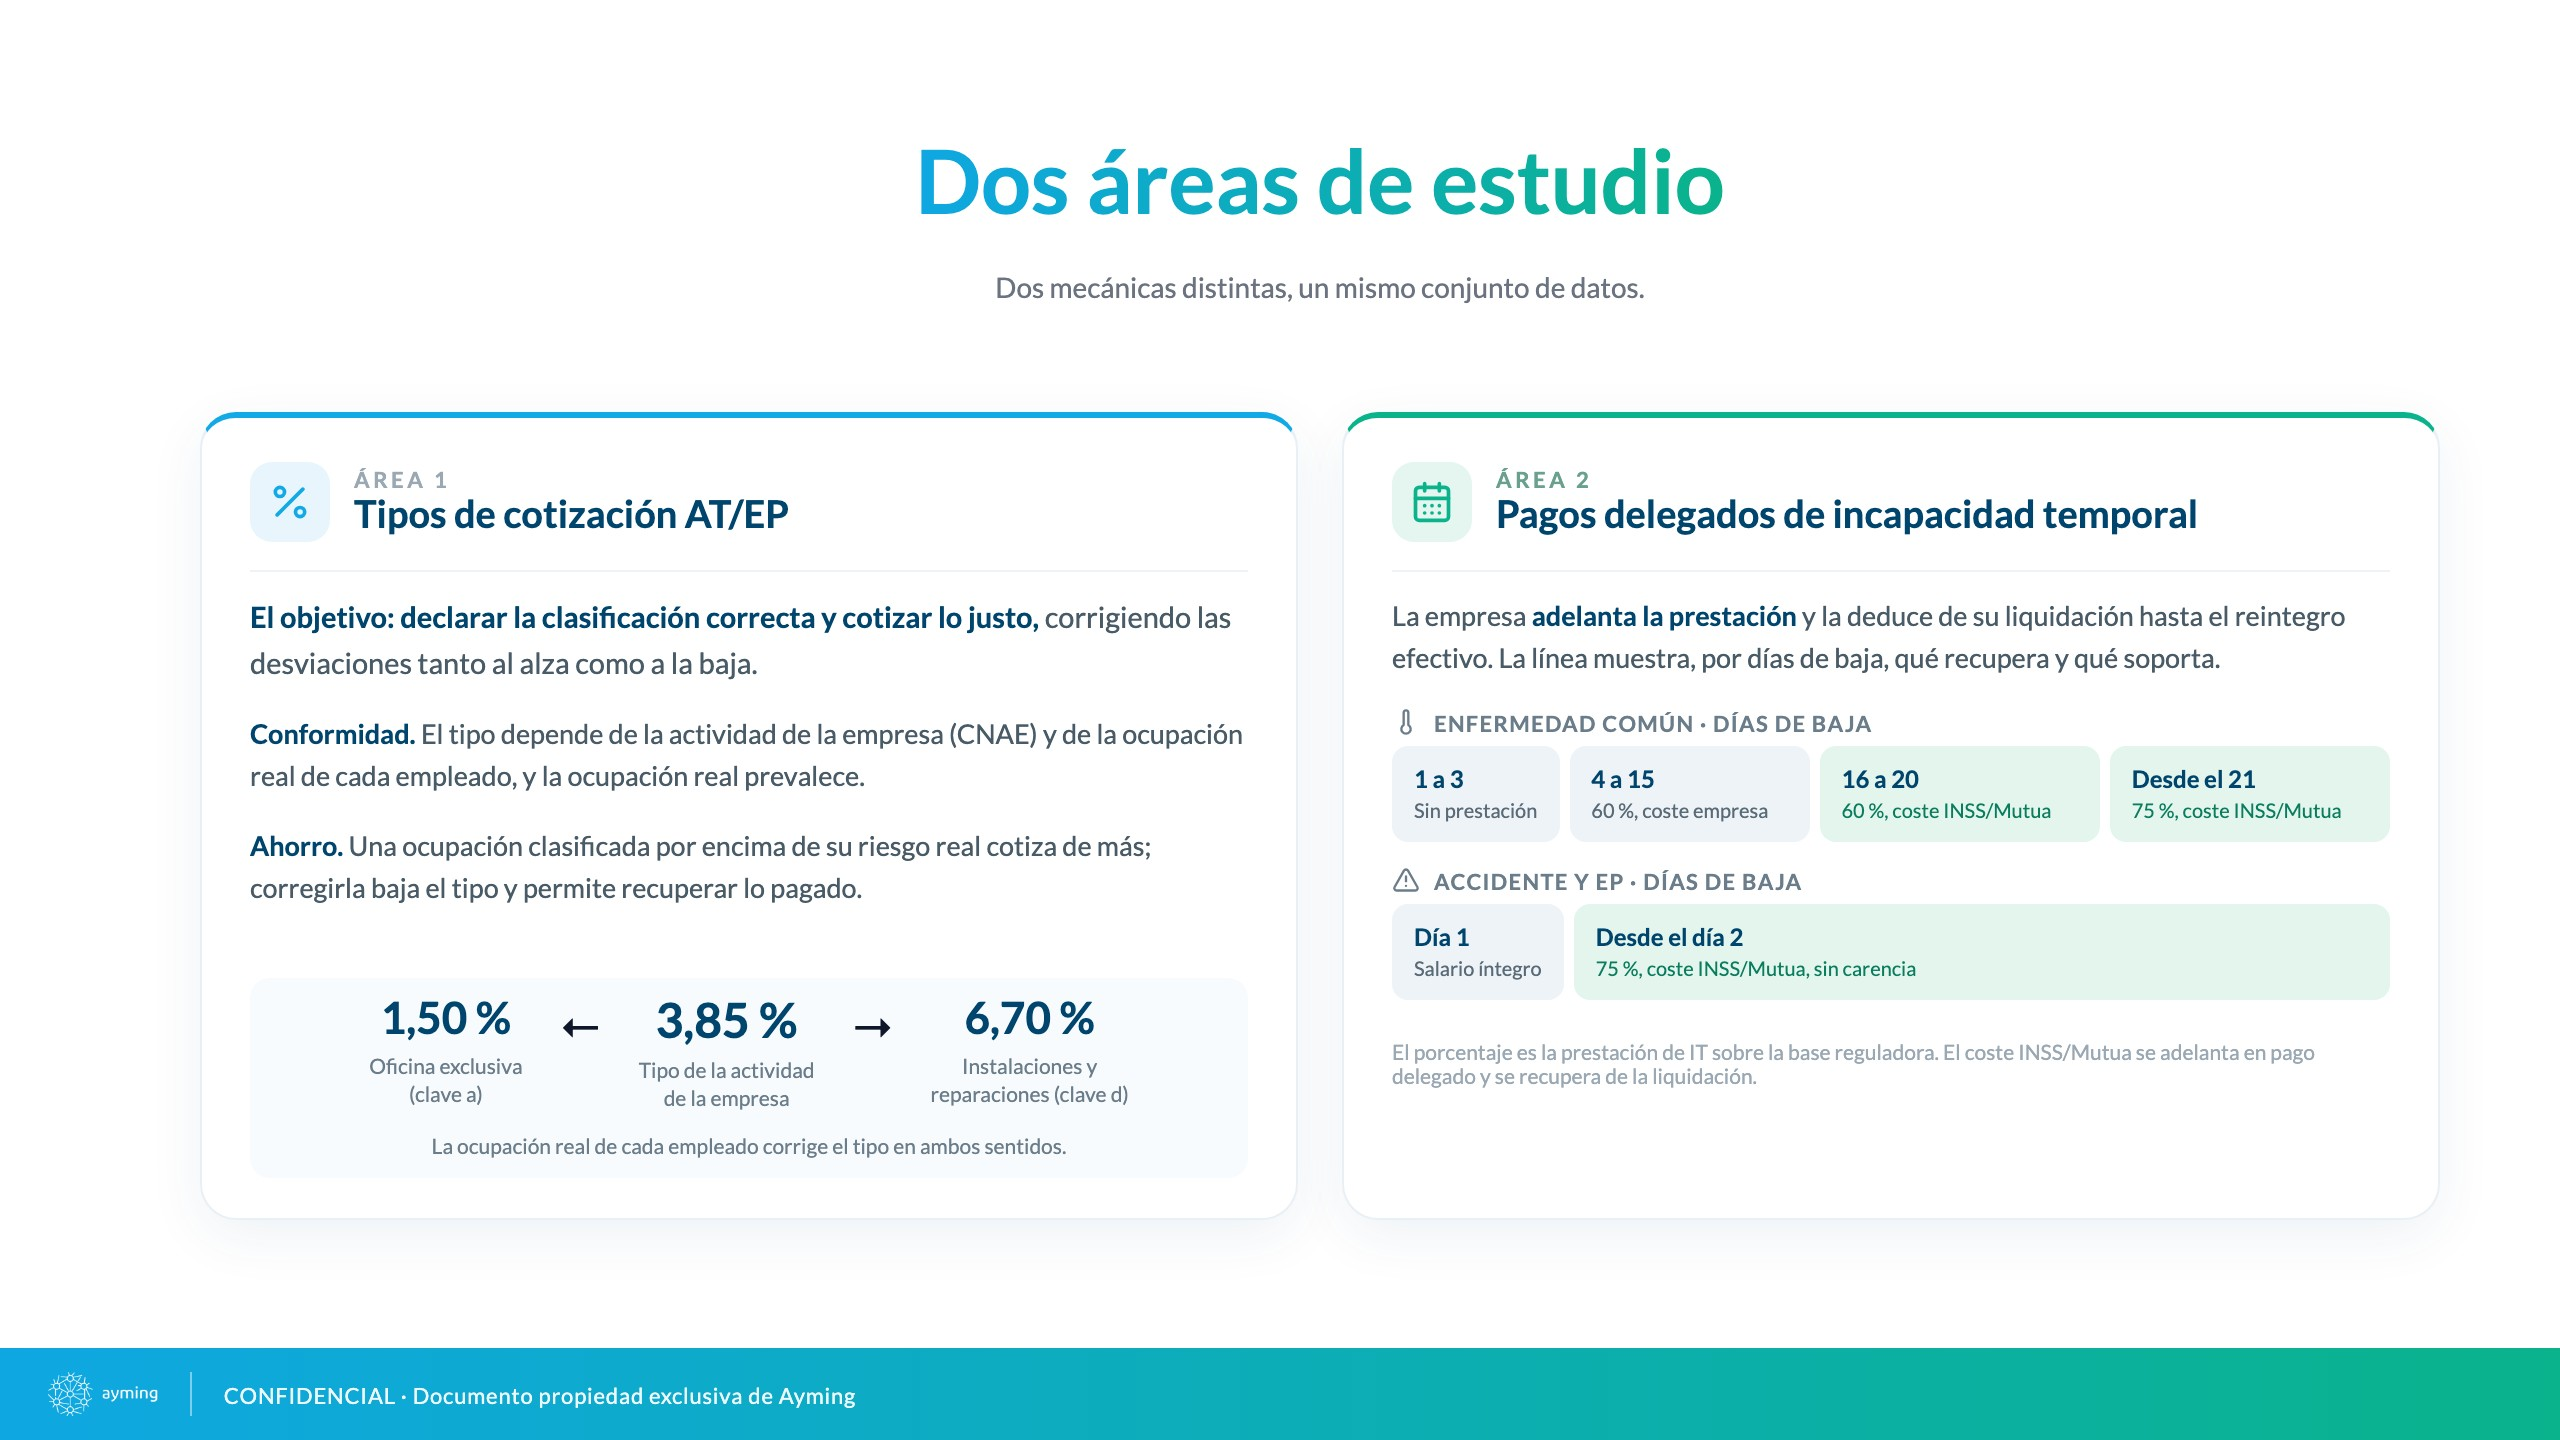 Dos áreas de estudio
Dos mecánicas distintas, un mismo conjunto de datos.
ÁREA 1
Tipos de cotización AT/EP
El objetivo: declarar la clasificación correcta y cotizar lo justo, corrigiendo las
desviaciones tanto al alza como a la baja.
Conformidad. El tipo depende de la actividad de la empresa (CNAE) y de la ocupación
real de cada empleado, y la ocupación real prevalece.
Ahorro. Una ocupación clasificada por encima de su riesgo real cotiza de más;
corregirla baja el tipo y permite recuperar lo pagado.
1,50 %
Oficina exclusiva
(clave a)
←
3,85 %
Tipo de la actividad
de la empresa
→
6,70 %
Instalaciones y
reparaciones (clave d)
La ocupación real de cada empleado corrige el tipo en ambos sentidos.
ÁREA 2
Pagos delegados de incapacidad temporal
La empresa adelanta la prestación y la deduce de su liquidación hasta el reintegro
efectivo. La línea muestra, por días de baja, qué recupera y qué soporta.
ENFERMEDAD COMÚN · DÍAS DE BAJA
1 a 3
Sin prestación
4 a 15
60 %, coste empresa
16 a 20
60 %, coste INSS/Mutua
Desde el 21
75 %, coste INSS/Mutua
ACCIDENTE Y EP · DÍAS DE BAJA
Día 1
Salario íntegro
Desde el día 2
75 %, coste INSS/Mutua, sin carencia
El porcentaje es la prestación de IT sobre la base reguladora. El coste INSS/Mutua se adelanta en pago
delegado y se recupera de la liquidación.
ayming
CONFIDENCIAL · Documento propiedad exclusiva de Ayming